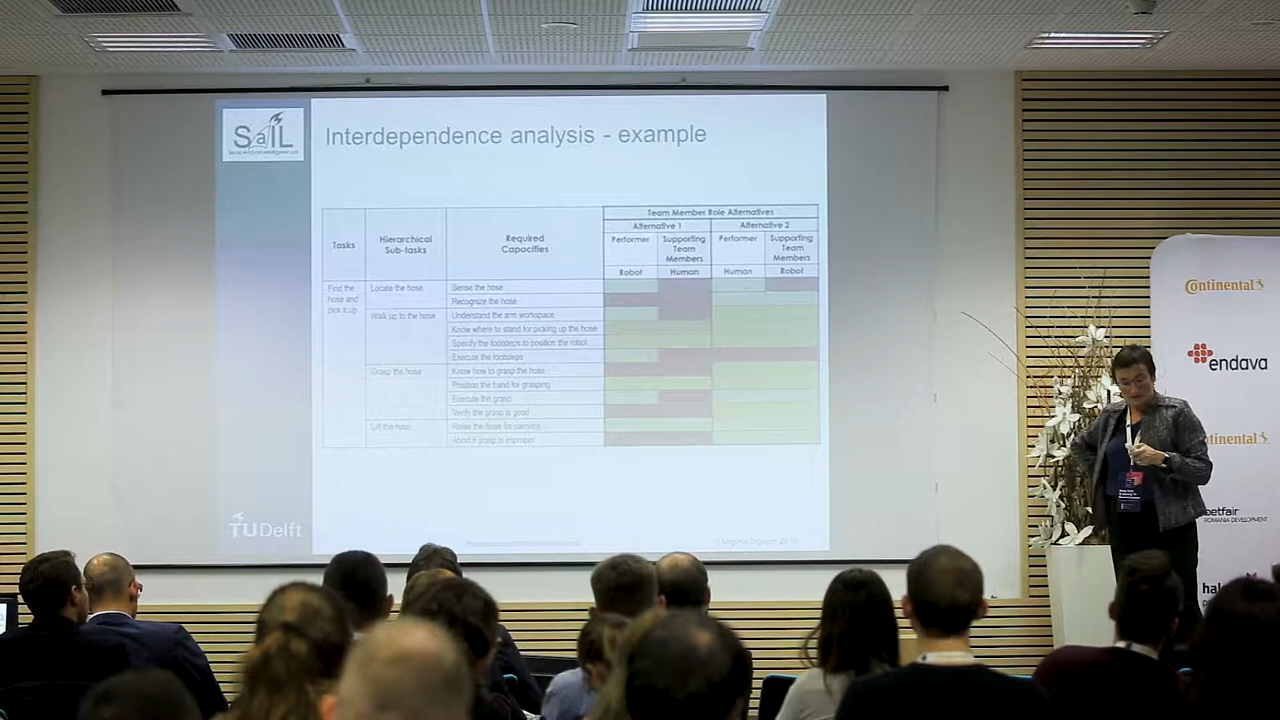 SaIL
Interdependence analysis - example
Team Member Role Alternatives
Alternative 1
Alternative 2
Tasks
Hierarchical
Sub-tasks
Required
Capacities
Performer
Supporting
Team
Members
Performer
Supporting
Team
Members
Robot
Human
Human
Robot
Find the
hose and
pick it up
Locate the hose
Sense the hose
Recognize the hose
Walk up to the hose
Understand the arm workspace
Know where to stand for picking up the hose
Specify the footsteps to position the robot
Execute the footsteps
Grasp the hose
Know how to grasp the hose
Position the hand for grasping
Execute the grasp
Verify the grasp is good
Lift the hose
Raise the hose for carrying
Abort if grasp is improper
TUDelft
Continental
endava
ntinental
betfair
ROMANIA DEVELOPMENT